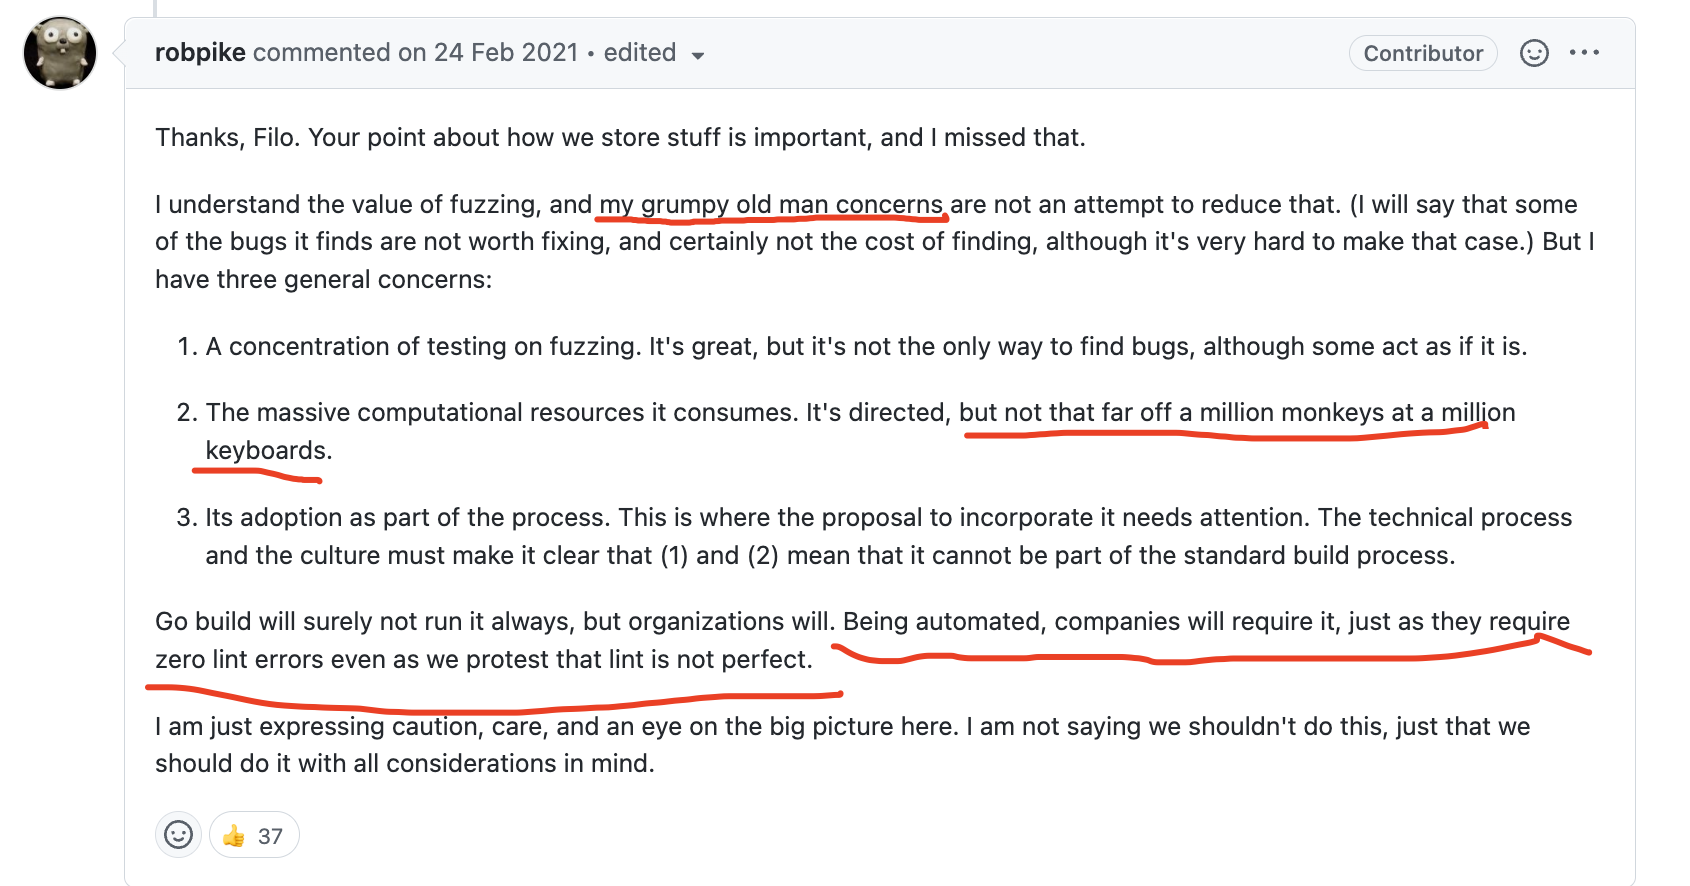 robpike commented on 24 Feb 2021 • edited
Contributor
Thanks, Filo. Your point about how we store stuff is important, and I missed that.
I understand the value of fuzzing, and my grumpy old man concerns are not an attempt to reduce that. (I will say that some
of the bugs it finds are not worth fixing, and certainly not the cost of finding, although it's very hard to make that case.) But I
have three general concerns:
1. A concentration of testing on fuzzing. It's great, but it's not the only way to find bugs, although some act as if it is.
2. The massive computational resources it consumes. It's directed, but not that far off a million monkeys at a million
keyboards.
3. Its adoption as part of the process. This is where the proposal to incorporate it needs attention. The technical process
and the culture must make it clear that (1) and (2) mean that it cannot be part of the standard build process.
Go build will surely not run it always, but organizations will. Being automated, companies will require it, just as they require
zero lint errors even as we protest that lint is not perfect.
I am just expressing caution, care, and an eye on the big picture here. I am not saying we shouldn't do this, just that we
should do it with all considerations in mind.
👍 37